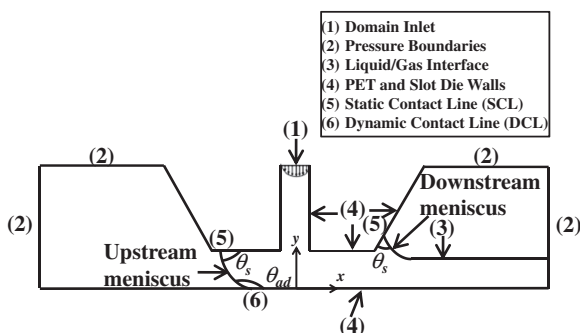 (1) Domain Inlet
(2) Pressure Boundaries
(3) Liquid/Gas Interface
(4) PET and Slot Die Walls
(5) Static Contact Line (SCL)
(6) Dynamic Contact Line (DCL)
(1)
(2)
(2)
Downstream
meniscus
(2)
(4)
(5)
(3)
(2)
(5)
y
Upstream
meniscus
θs
θad
x
θs
(6)
(4)